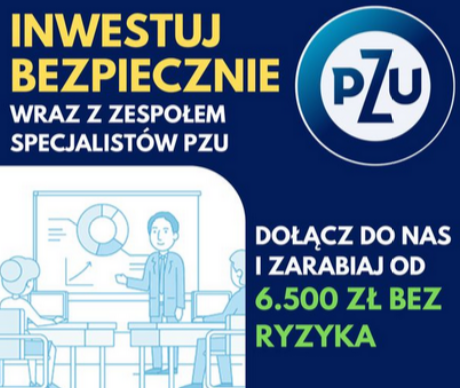 INWESTUJ
BEZPIECZNIE
WRAZ Z ZESPOŁEM
SPECJALISTÓW PZU
PZU
DOŁĄCZ DO NAS
I ZARABIAJ OD
6.500 ZŁ BEZ
RYZYKA